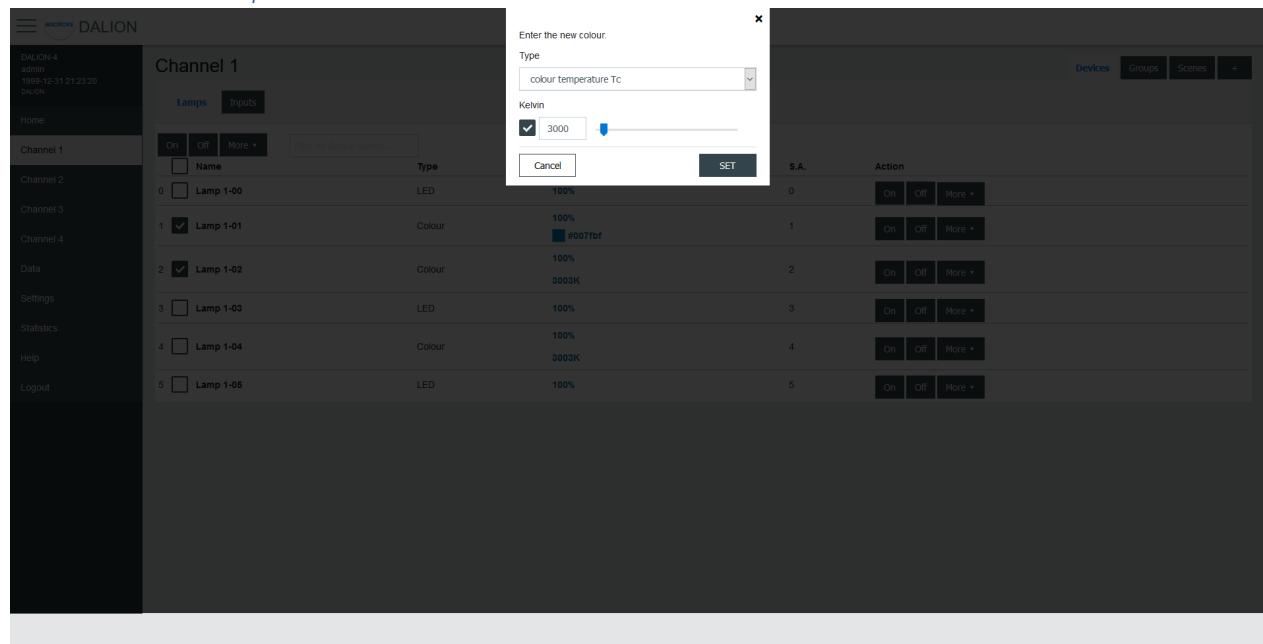 DALION
DALION-4
admin
1999-12-31 21:23:20
DALION
Home
Channel 1
Channel 2
Channel 3
Channel 4
Data
Settings
Statistics
Help
Logout
Channel 1
Devices Groups Scenes +
Lamps Inputs
On Off More
Name Type S.A. Action
0 Lamp 1-00 LED 100% 0 On Off More
1 Lamp 1-01 Colour 100% #007fbf 1 On Off More
2 Lamp 1-02 Colour 100% 3003K 2 On Off More
3 Lamp 1-03 LED 100% 3 On Off More
4 Lamp 1-04 Colour 100% 3003K 4 On Off More
5 Lamp 1-05 LED 100% 5 On Off More
Enter the new colour.
Type
colour temperature Tc
Kelvin
3000
Cancel SET